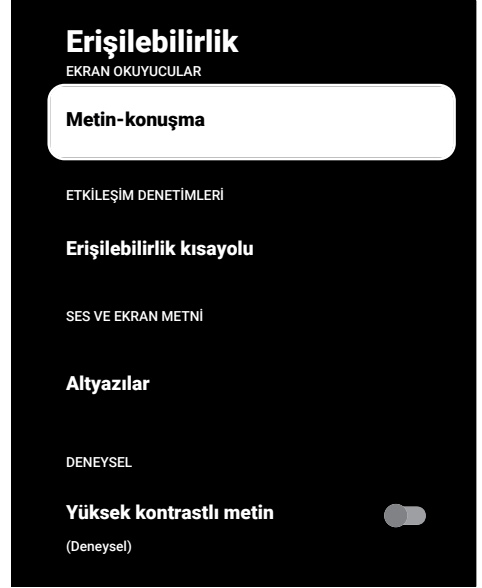 Erişilebilirlik
EKRAN OKUYUCULAR
Metin-konuşma
ETKİLEŞİM DENETİMLERİ
Erişilebilirlik kısayolu
SES VE EKRAN METNİ
Altyazılar
DENEYSEL
Yüksek kontrastlı metin
(Deneysel)